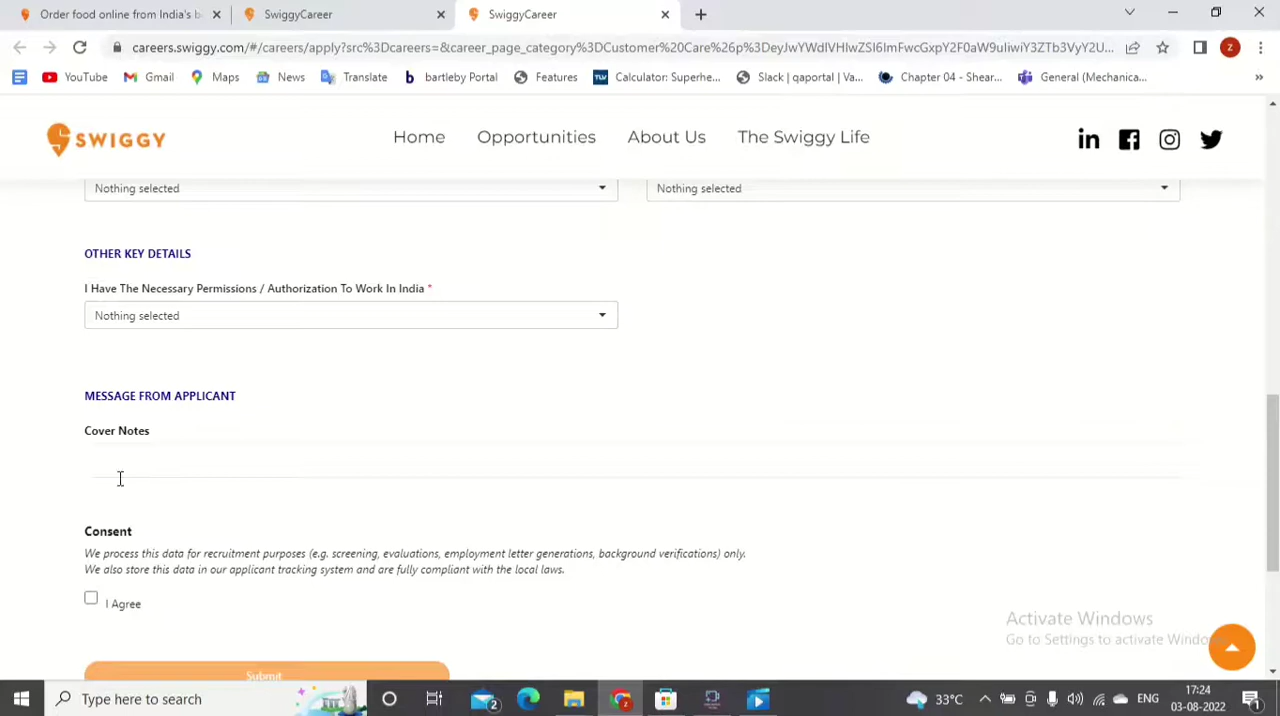 Order food online from India's b
SwiggyCareer
SwiggyCareer
careers.swiggy.com/#/careers/apply?src%3Dcareers=&career_page_category%3DCustomer%20Care%26p%3DeyJwYWdlVHlwZSI6ImFwcGxpY2F0aW9uIiwiY3ZTb3VyY2U...
Z
YouTube
Gmail
Maps
News
Translate
b bartleby Portal
Features
TLV Calculator: Superhe...
Slack | qaportal | Va...
Chapter 04 - Shear...
General (Mechanica...
»
SWIGGY
Home
Opportunities
About Us
The Swiggy Life
Nothing selected
Nothing selected
OTHER KEY DETAILS
I Have The Necessary Permissions / Authorization To Work In India *
Nothing selected
MESSAGE FROM APPLICANT
Cover Notes
Consent
We process this data for recruitment purposes (e.g. screening, evaluations, employment letter generations, background verifications) only.
We also store this data in our applicant tracking system and are fully compliant with the local laws.
I Agree
Submit
Activate Windows
Go to Settings to activate Windo
Type here to search
2
33°C
ENG
17:24
03-08-2022
1